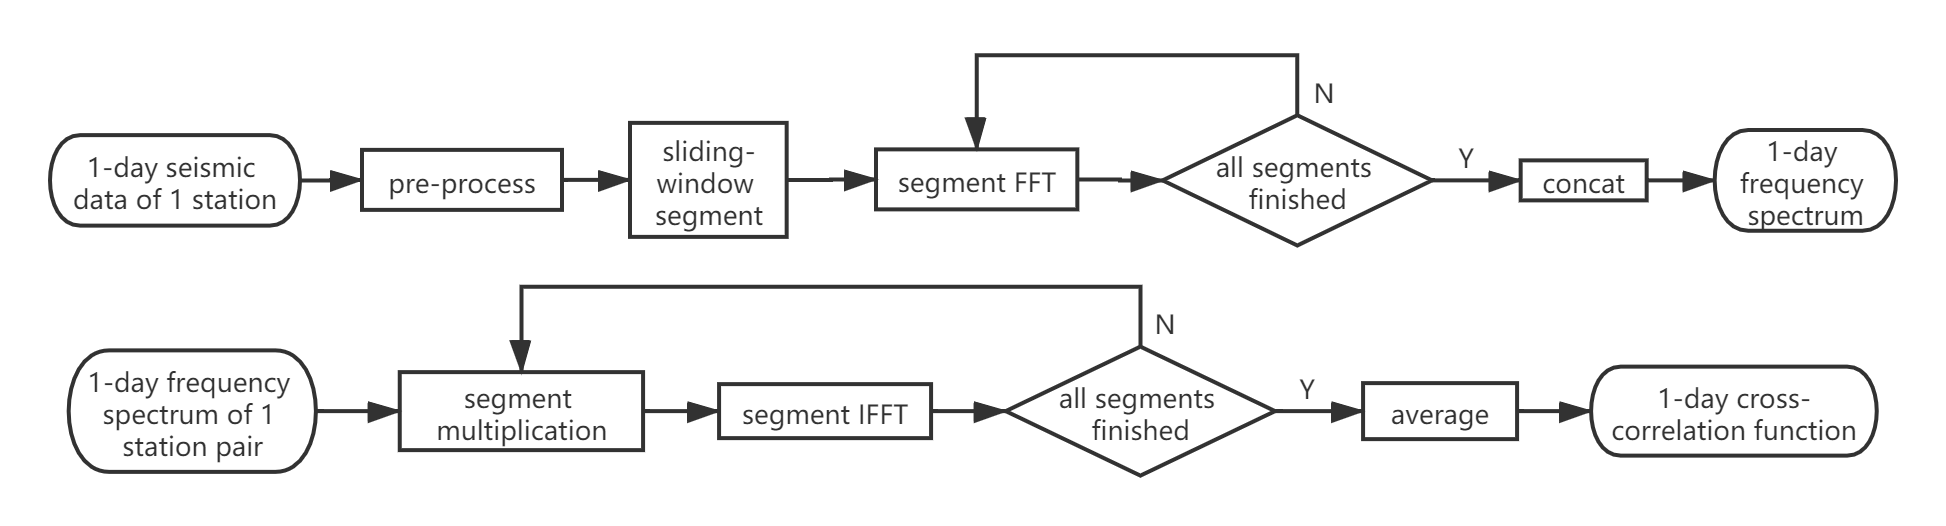 N
1-day seismic
data of 1 station
pre-process
sliding-
window
segment
segment FFT
all segments
finished
Y
concat
1-day
frequency
spectrum
N
1-day frequency
spectrum of 1
station pair
segment
multiplication
segment IFFT
all segments
finished
Y
average
1-day cross-
correlation function